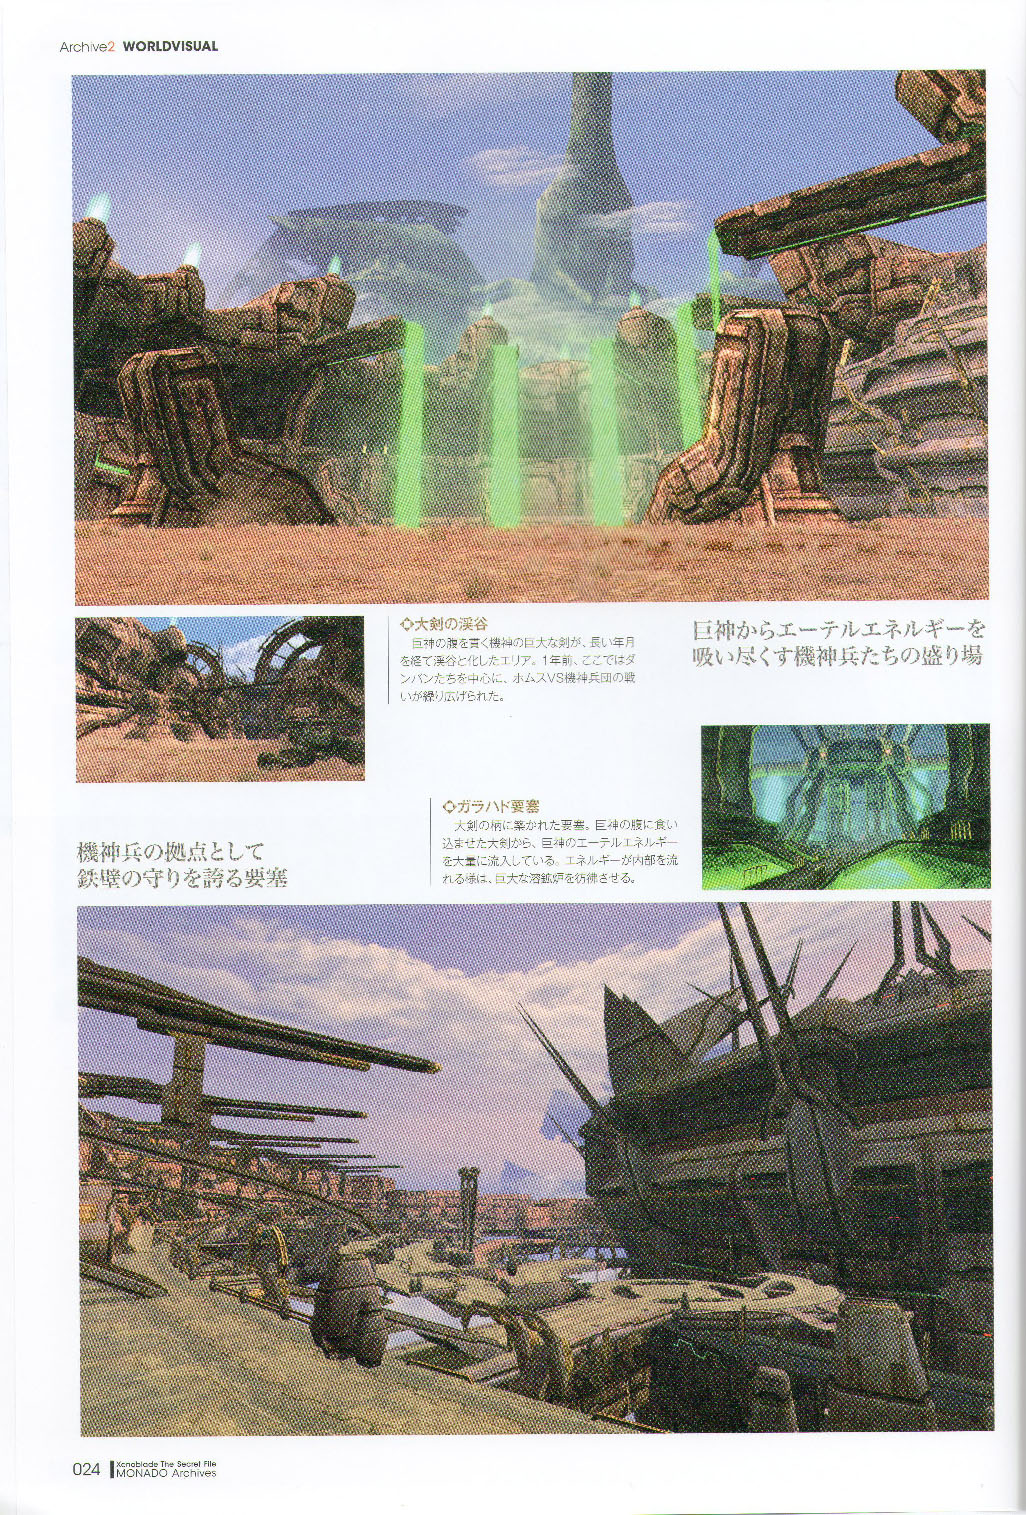 Archive2 WORLDVISUAL
◇大剣の渓谷
巨神の腹を貫く機神の巨大な剣が、長い年月
を経て渓谷と化したエリア。1年前、ここではダ
ンバンたちを中心に、ホムスVS機神兵団の戦
いが繰り広げられた。
巨神からエーテルエネルギーを
吸い尽くす機神兵たちの盛り場
機神兵の拠点として
鉄壁の守りを誇る要塞
◇ガラハド要塞
大剣の柄に築かれた要塞。巨神の腹に食い
込ませた大剣から、巨神のエーテルエネルギー
を大量に流入している。エネルギーが内部を流
れる様は、巨大な溶鉱炉を彷彿させる。
024
Xenoblade The Secret File
MONADO Archives